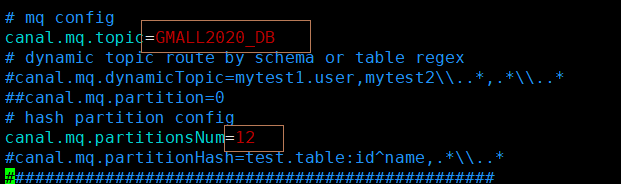 # mq config
canal.mq.topic=GMALL2020_DB
# dynamic topic route by schema or table regex
#canal.mq.dynamicTopic=mytest1.user,mytest2\\..*,.*\\..*
##canal.mq.partition=0
# hash partition config
canal.mq.partitionsNum=12
#canal.mq.partitionHash=test.table:id^name,.*\\..*
#################################################